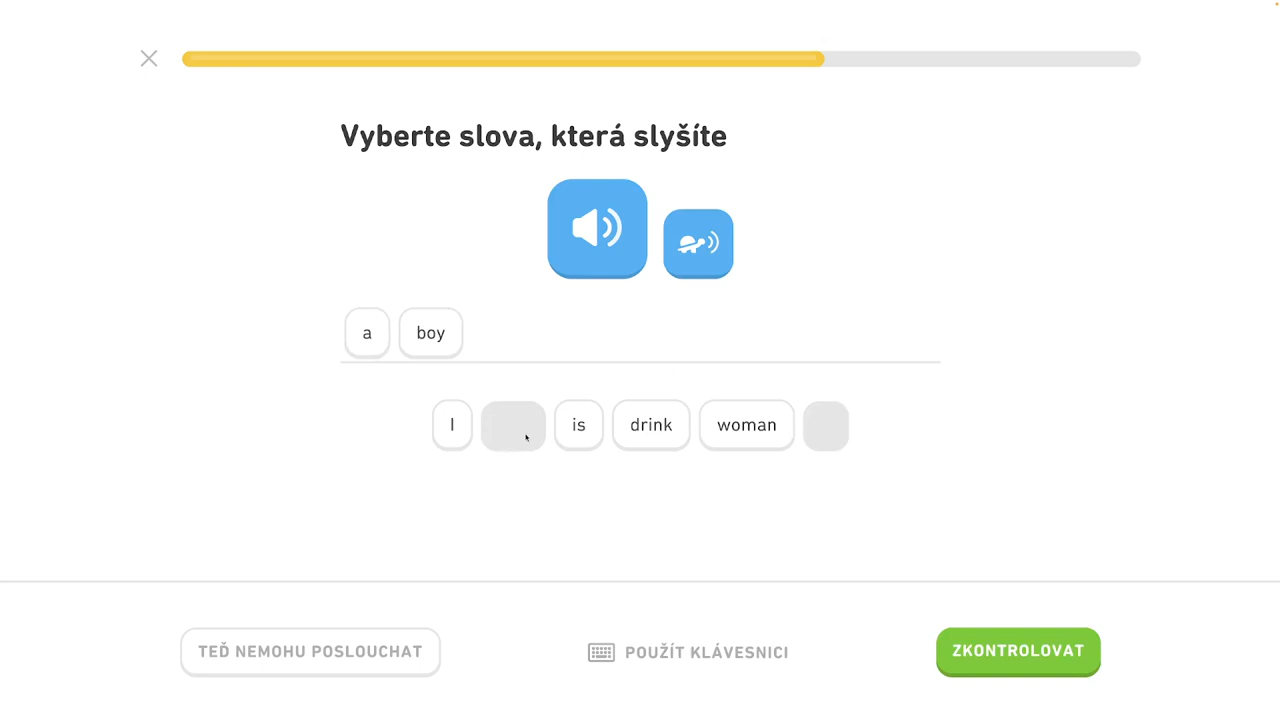 Vyberte slova, která slyšíte
a boy
I is drink woman
TEĎ NEMOHU POSLOUCHAT POUŽÍT KLÁVESNICI ZKONTROLOVAT